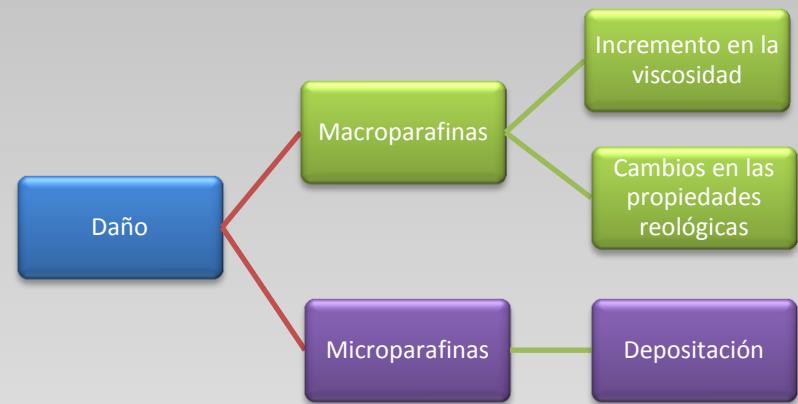 Incremento en la
viscosidad
Macroparafinas
Cambios en las
propiedades
reológicas
Daño
Microparafinas
Depositación